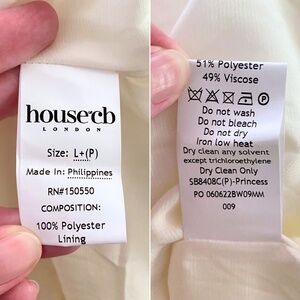 house cb
LONDON
Size: L+(P)
Made In: Philippines
RN#150550
COMPOSITION:
100% Polyester
Lining
51% Polyester
49% Viscose
P
Do not wash
Do not bleach
Do not dry
Iron low heat
Dry clean any solvent
except trichloroethylene
Dry Clean Only
SB8408C(P)-Princess
PO 060622BW09MM
009